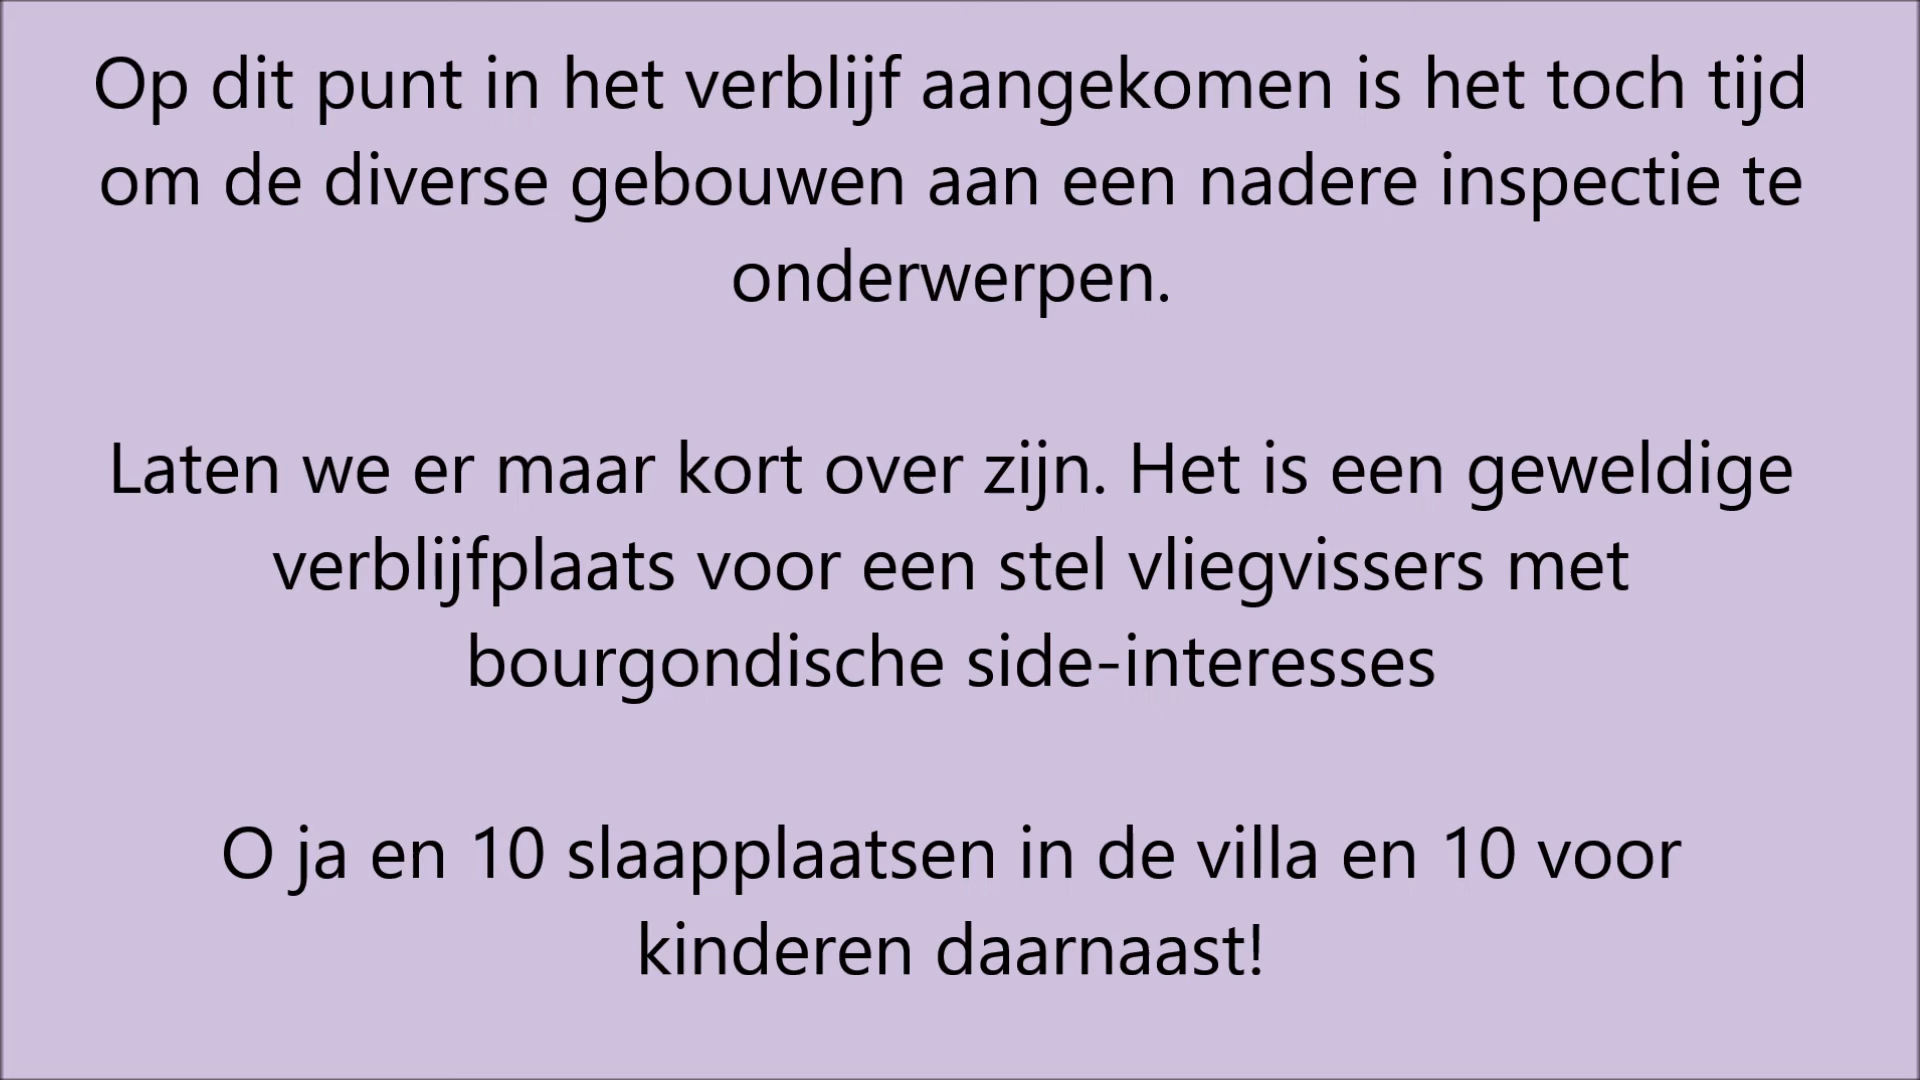 Op dit punt in het verblijf aangekomen is het toch tijd
om de diverse gebouwen aan een nadere inspectie te
onderwerpen.
Laten we er maar kort over zijn. Het is een geweldige
verblijfplaats voor een stel vliegvissers met
bourgondische side-interesses
O ja en 10 slaapplaatsen in de villa en 10 voor
kinderen daarnaast!